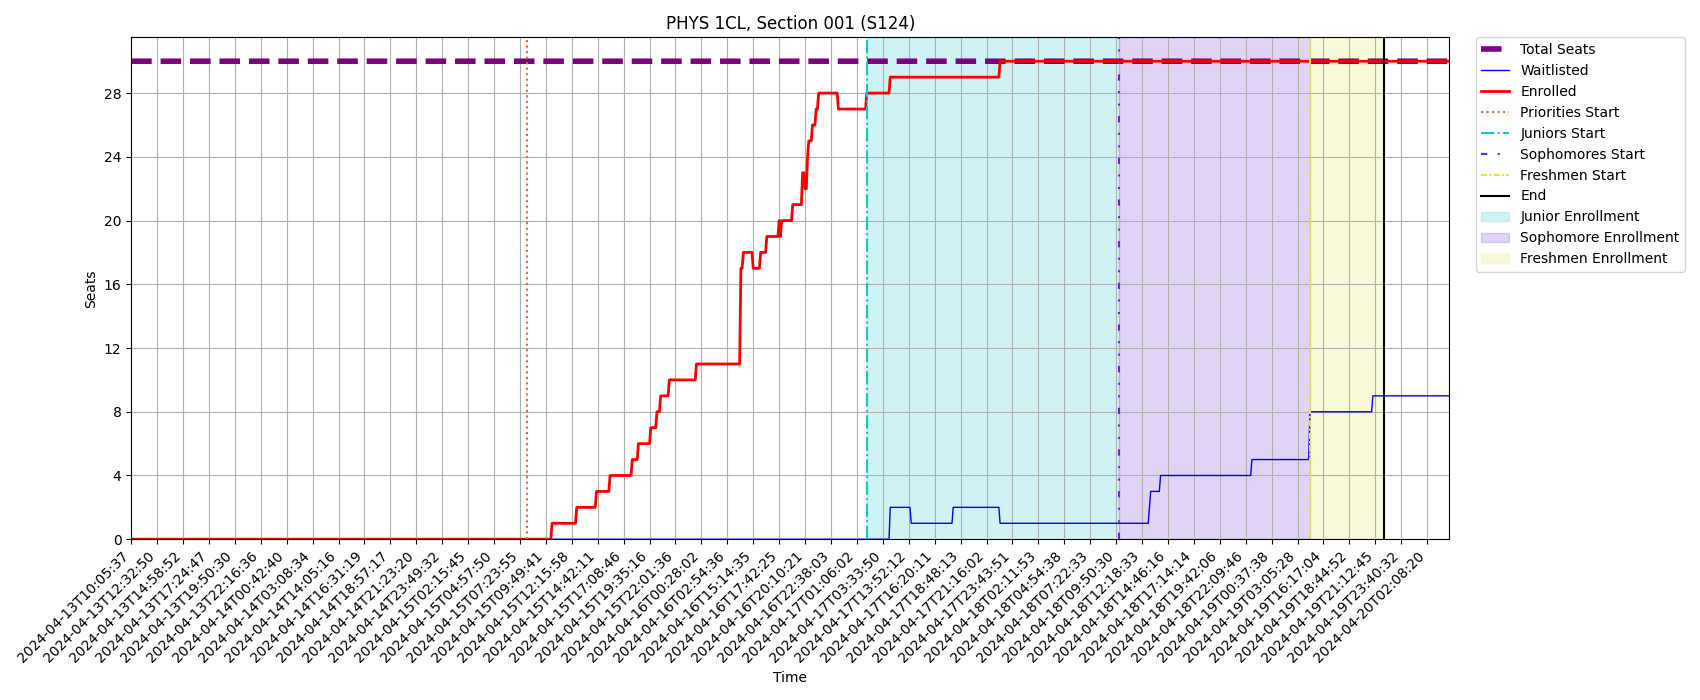 PHYS 1CL, Section 001 (S124)
Total Seats
Waitlisted
Enrolled
Priorities Start
Juniors Start
Sophomores Start
Freshmen Start
End
Junior Enrollment
Sophomore Enrollment
Freshmen Enrollment
Seats
28
24
20
16
12
8
4
0
2024-04-13T10:05:37
2024-04-13T12:32:50
2024-04-13T14:58:52
2024-04-13T17:24:47
2024-04-13T19:50:30
2024-04-13T22:16:36
2024-04-14T00:42:40
2024-04-14T03:08:34
2024-04-14T14:05:16
2024-04-14T16:31:19
2024-04-14T18:57:17
2024-04-14T21:23:20
2024-04-14T23:49:32
2024-04-15T02:15:45
2024-04-15T04:57:50
2024-04-15T07:23:55
2024-04-15T09:49:41
2024-04-15T12:15:58
2024-04-15T14:42:11
2024-04-15T17:08:46
2024-04-15T19:35:16
2024-04-15T22:01:36
2024-04-16T00:28:02
2024-04-16T02:54:36
2024-04-16T15:14:35
2024-04-16T17:42:25
2024-04-16T20:10:21
2024-04-16T22:38:03
2024-04-17T01:06:02
2024-04-17T03:33:50
2024-04-17T13:52:12
2024-04-17T16:20:11
2024-04-17T18:48:13
2024-04-17T21:16:02
2024-04-17T23:43:51
2024-04-18T02:11:53
2024-04-18T04:54:38
2024-04-18T07:22:33
2024-04-18T09:50:30
2024-04-18T12:18:33
2024-04-18T14:46:16
2024-04-18T17:14:14
2024-04-18T19:42:06
2024-04-18T22:09:46
2024-04-19T00:37:38
2024-04-19T03:05:28
2024-04-19T16:17:04
2024-04-19T18:44:52
2024-04-19T21:12:45
2024-04-19T23:40:32
2024-04-20T02:08:20
Time